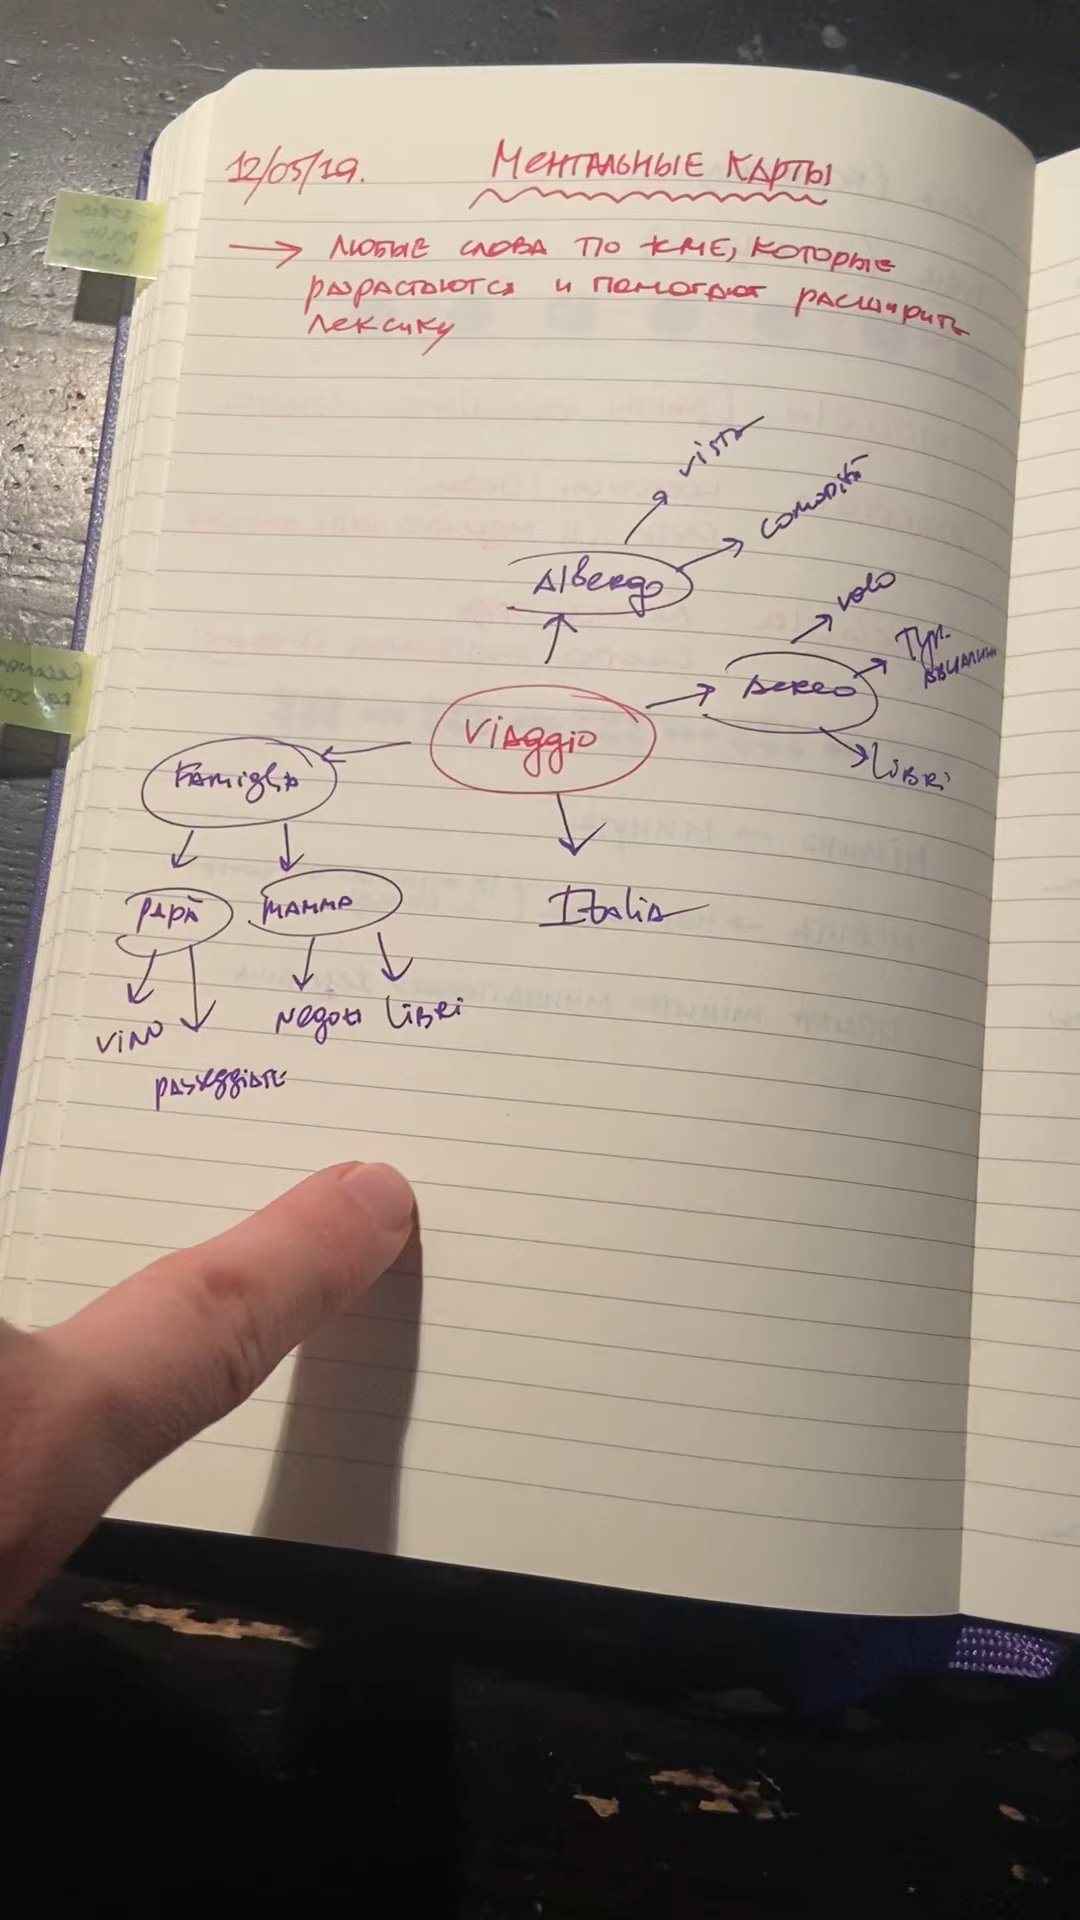 12/05/19.
Ментальные карты
→ любые слова по теме, которые
разрастаются и помогают расширить
лексику
vista
comodità
Albergo
volo
Aereo
Viaggio
libri
Famiglia
papà
mamma
Italia
vino
negozi
libri
passeggiate